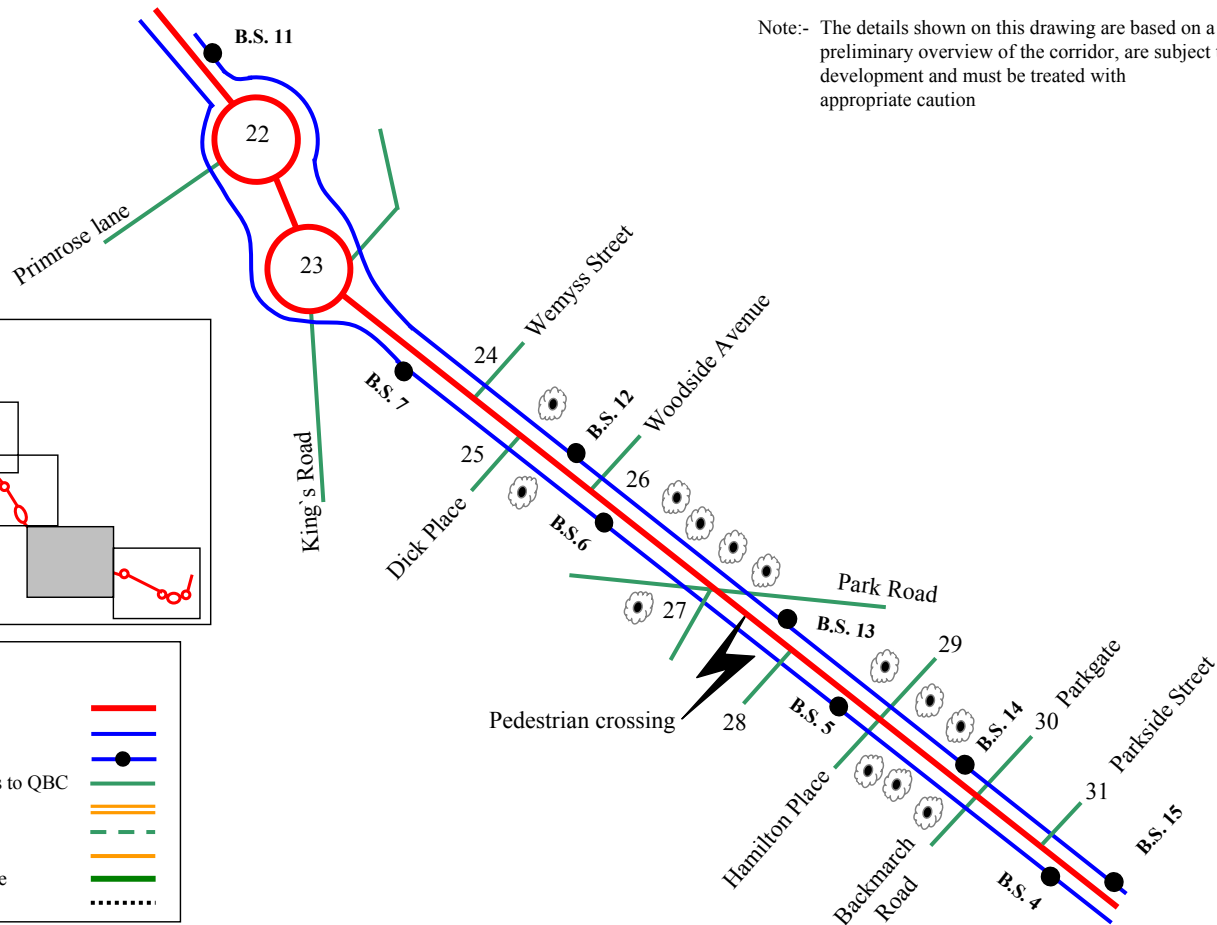 B.S. 11
Note:- The details shown on this drawing are based on a
preliminary overview of the corridor, are subject
development and must be treated with
appropriate caution
22
Primrose lane
23
Wemyss Street
24
Woodside Avenue
B.S. 7
B.S. 12
25
26
King`s Road
Dick Place
B.S.6
Park Road
27
B.S. 13
29
28
Pedestrian crossing
B.S. 5
Parkgate
30
B.S. 14
Parkside Street
31
Hamilton Place
Backmarch
Road
B.S. 15
B.S. 4
s to QBC
e